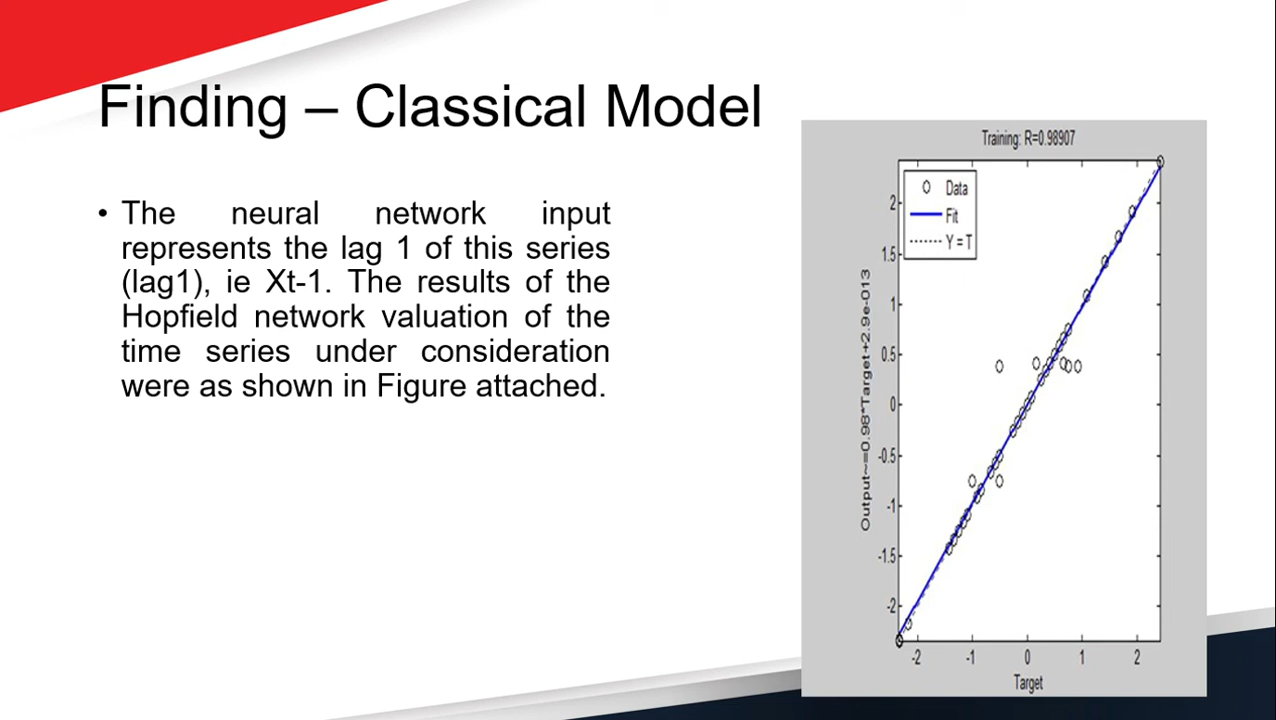 Finding – Classical Model
• The neural network input
represents the lag 1 of this series
(lag1), ie Xt-1. The results of the
Hopfield network valuation of the
time series under consideration
were as shown in Figure attached.
Training: R=0.98907
Data
Fit
Y = T
Output~=0.98*Target+2.9e-013
2
1.5
1
0.5
0
-0.5
-1
-1.5
-2
-2 -1 0 1 2
Target